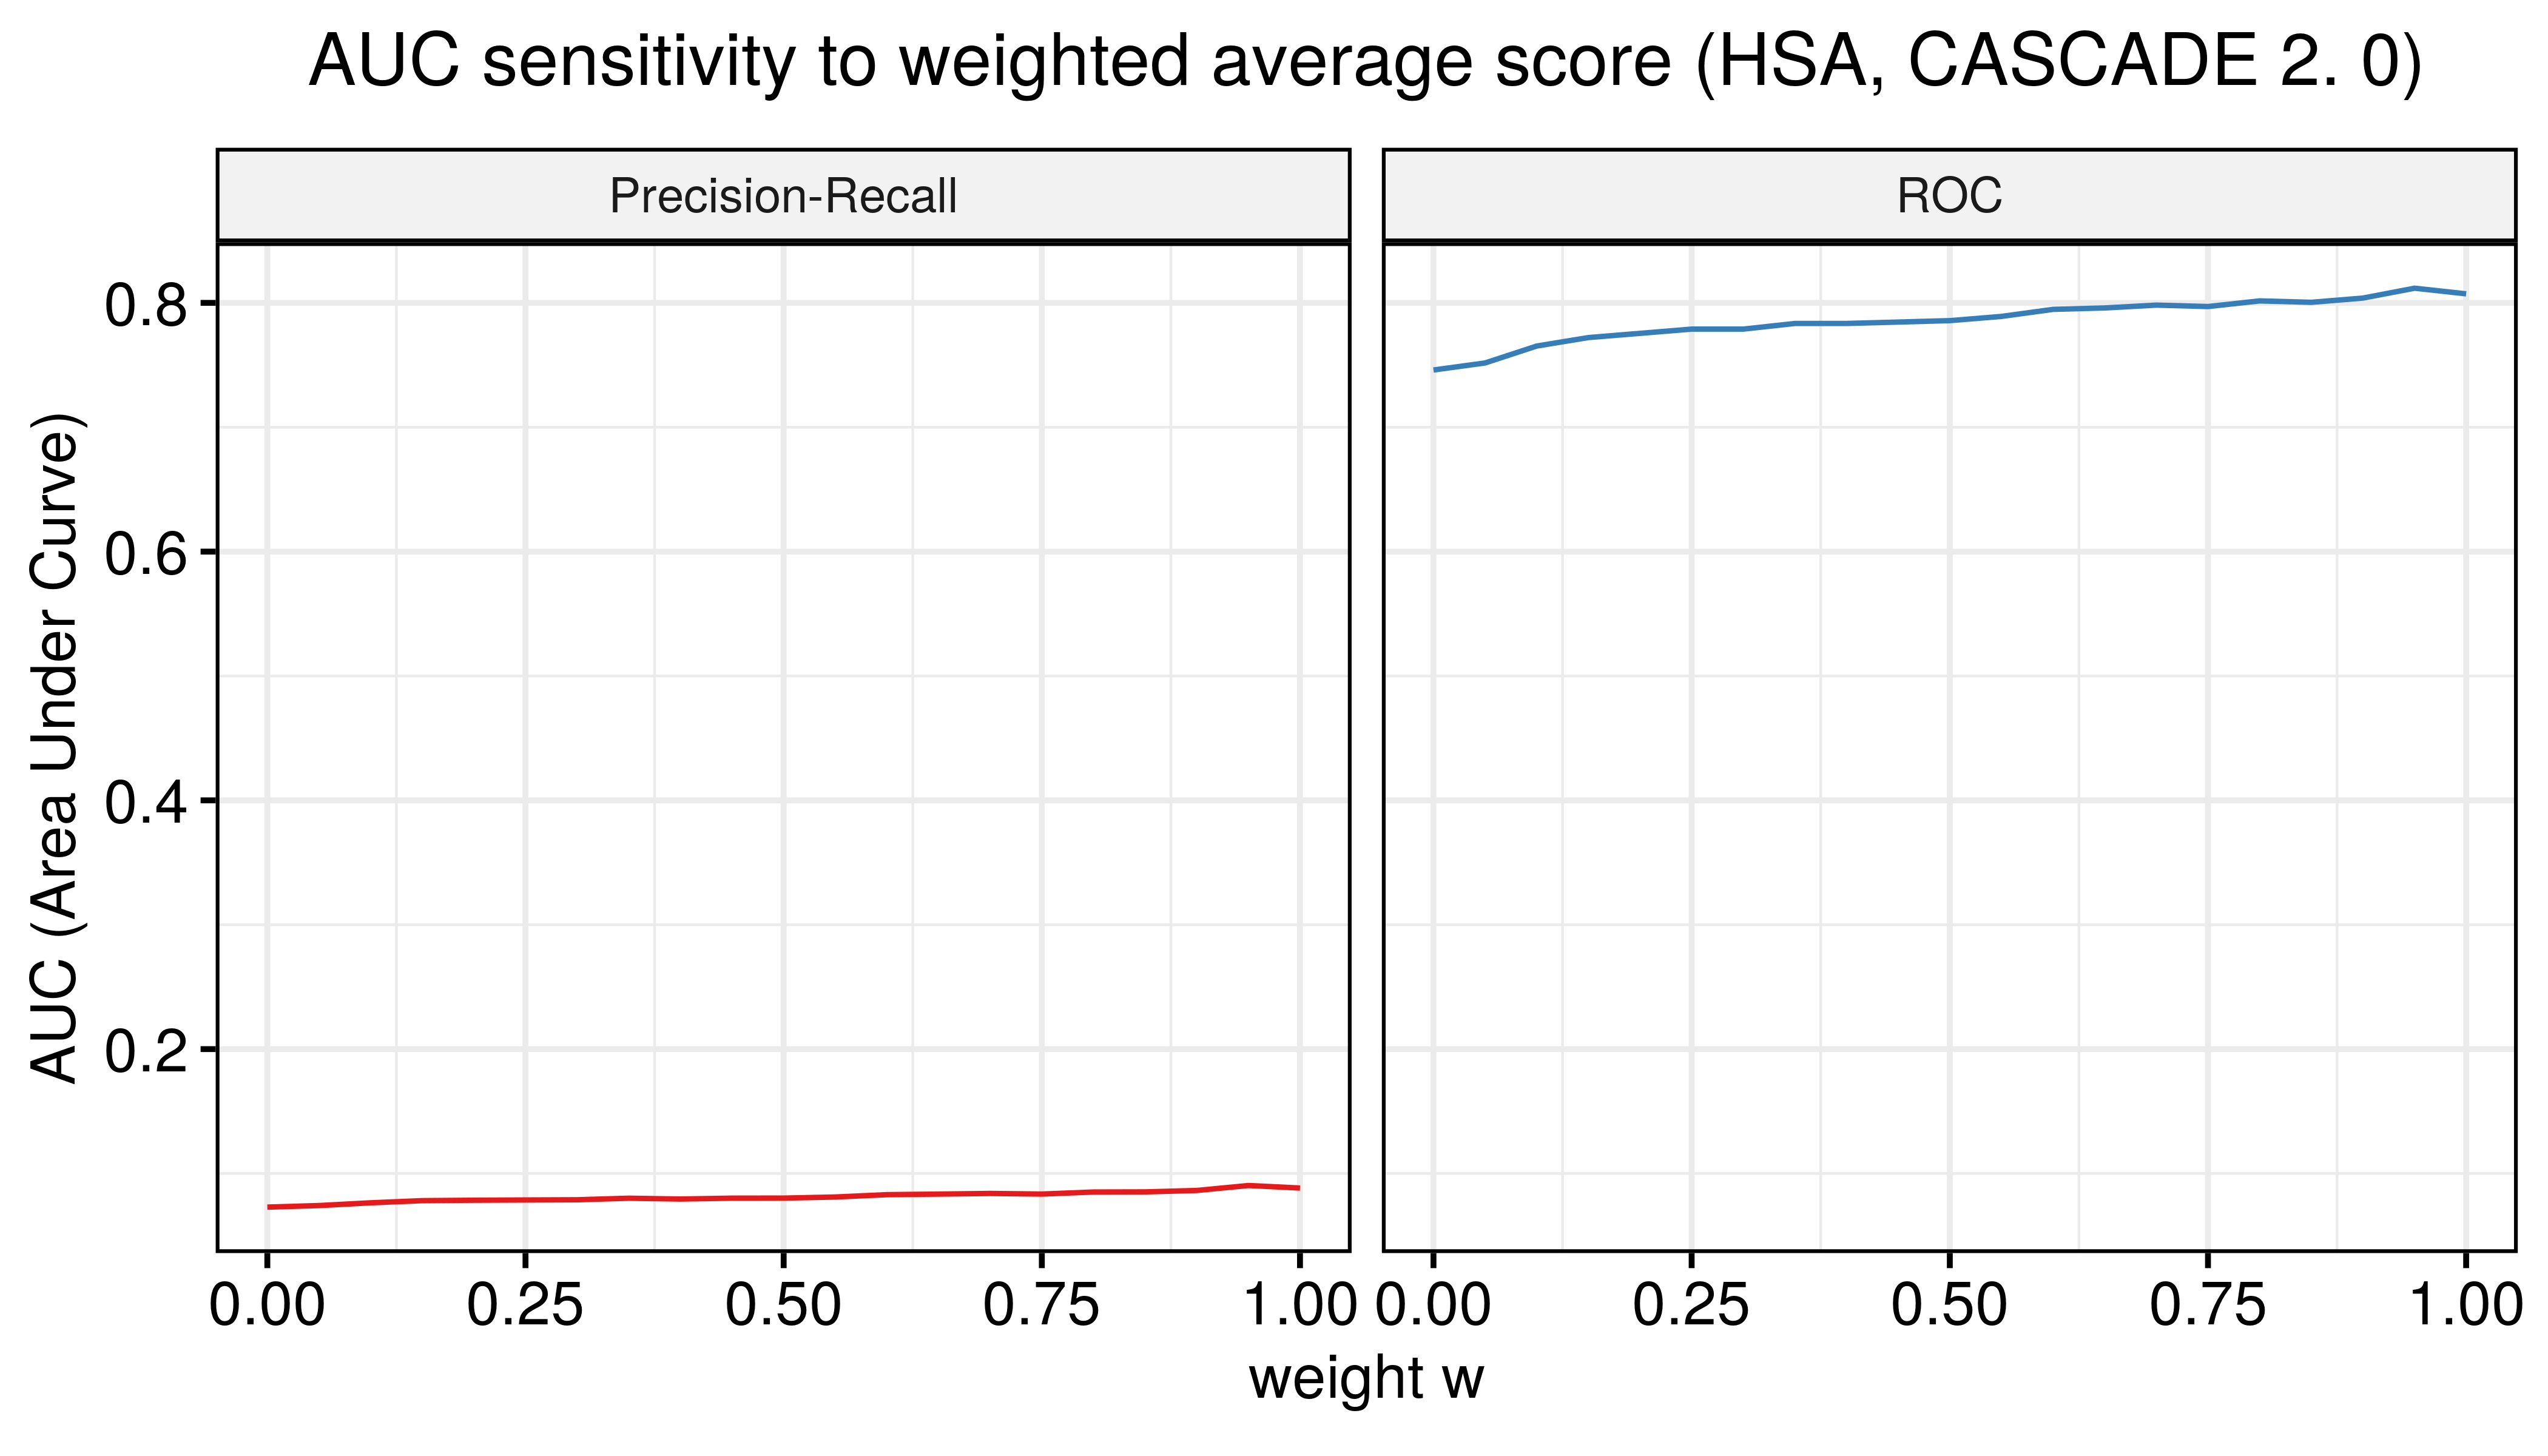 AUC sensitivity to weighted average score (HSA, CASCADE 2. 0)
Precision-Recall
ROC
AUC (Area Under Curve)
0.8
0.6
0.4
0.2
0.00 0.25 0.50 0.75 1.00 0.00 0.25 0.50 0.75 1.00
weight w